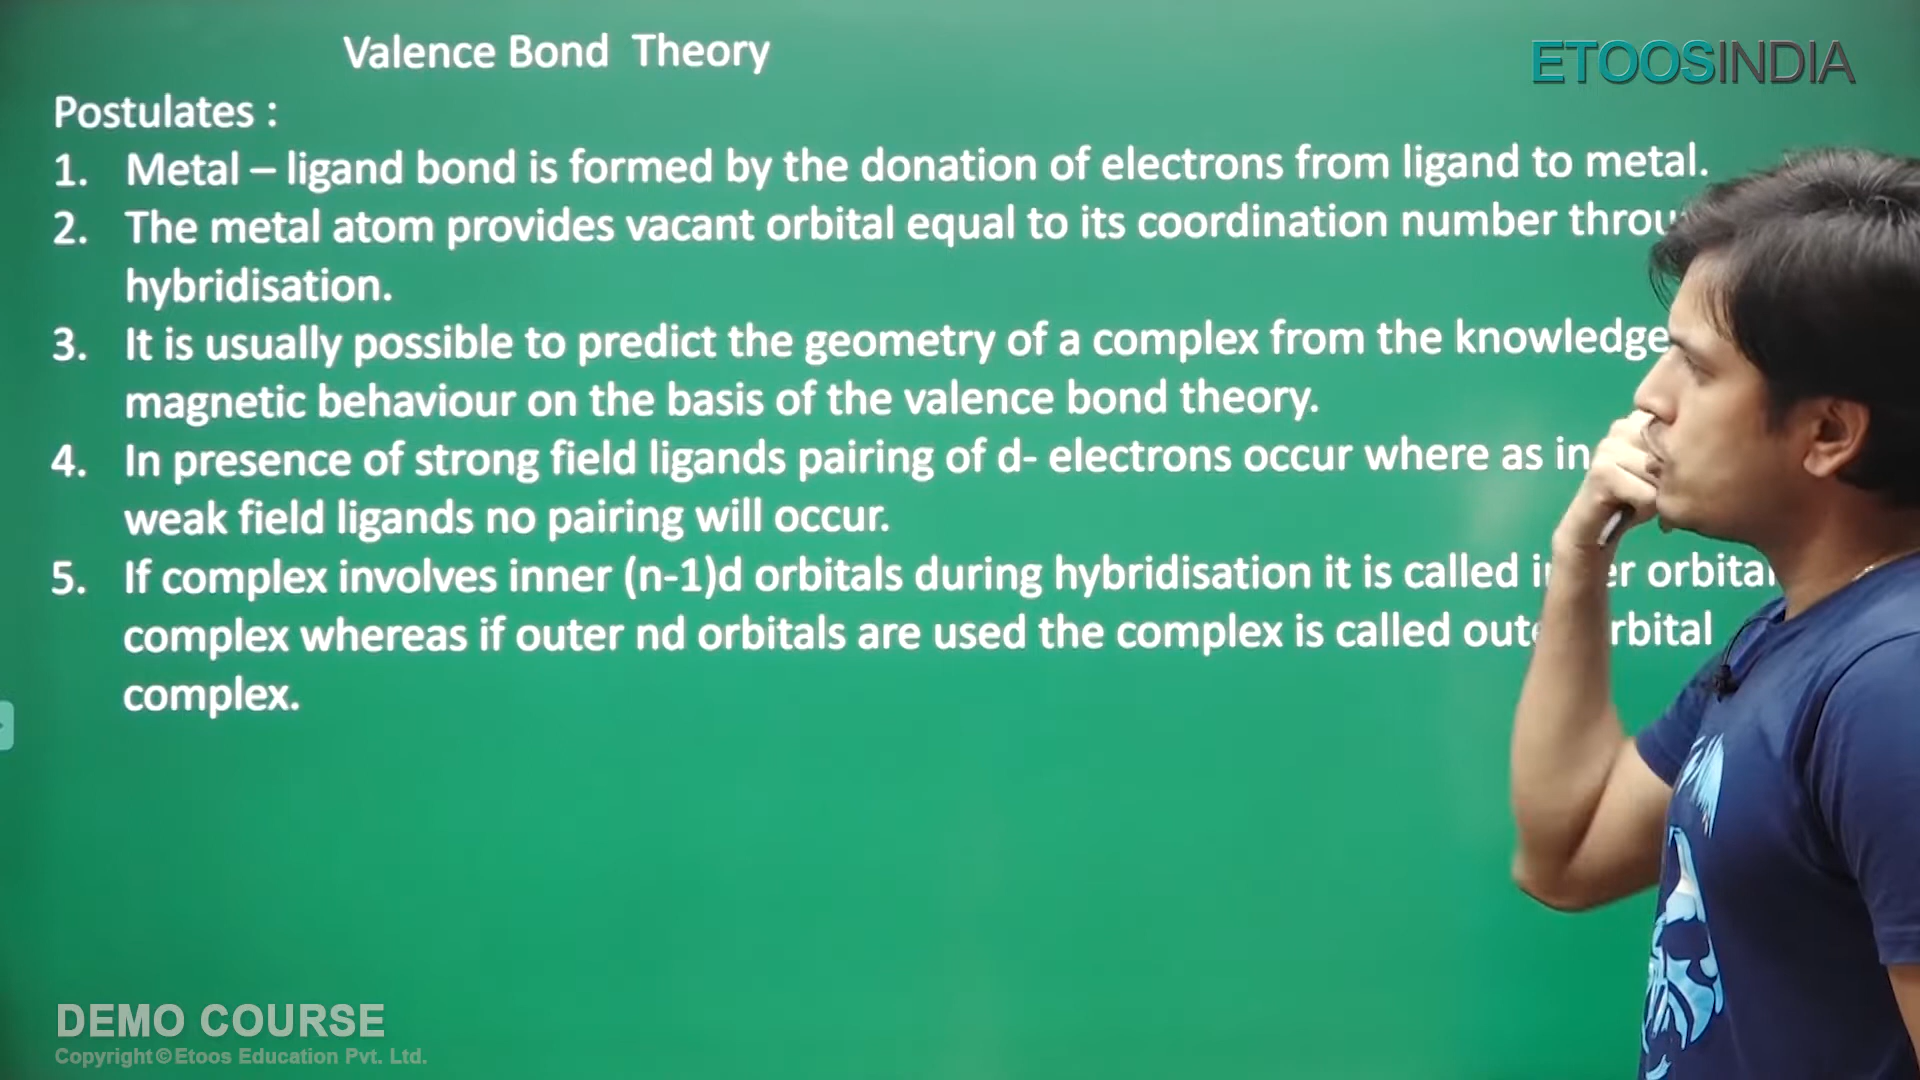 Valence Bond Theory
ETOOSINDIA
Postulates :
1. Metal – ligand bond is formed by the donation of electrons from ligand to metal.
2. The metal atom provides vacant orbital equal to its coordination number
hybridisation.
3. It is usually possible to predict the geometry of a complex from the knowledge
magnetic behaviour on the basis of the valence bond theory.
4. In presence of strong field ligands pairing of d- electrons occur where as in
weak field ligands no pairing will occur.
5. If complex involves inner (n-1)d orbitals during hybridisation it is called
complex whereas if outer nd orbitals are used the complex is called
complex.
DEMO COURSE
Copyright © Etoos Education Pvt. Ltd.